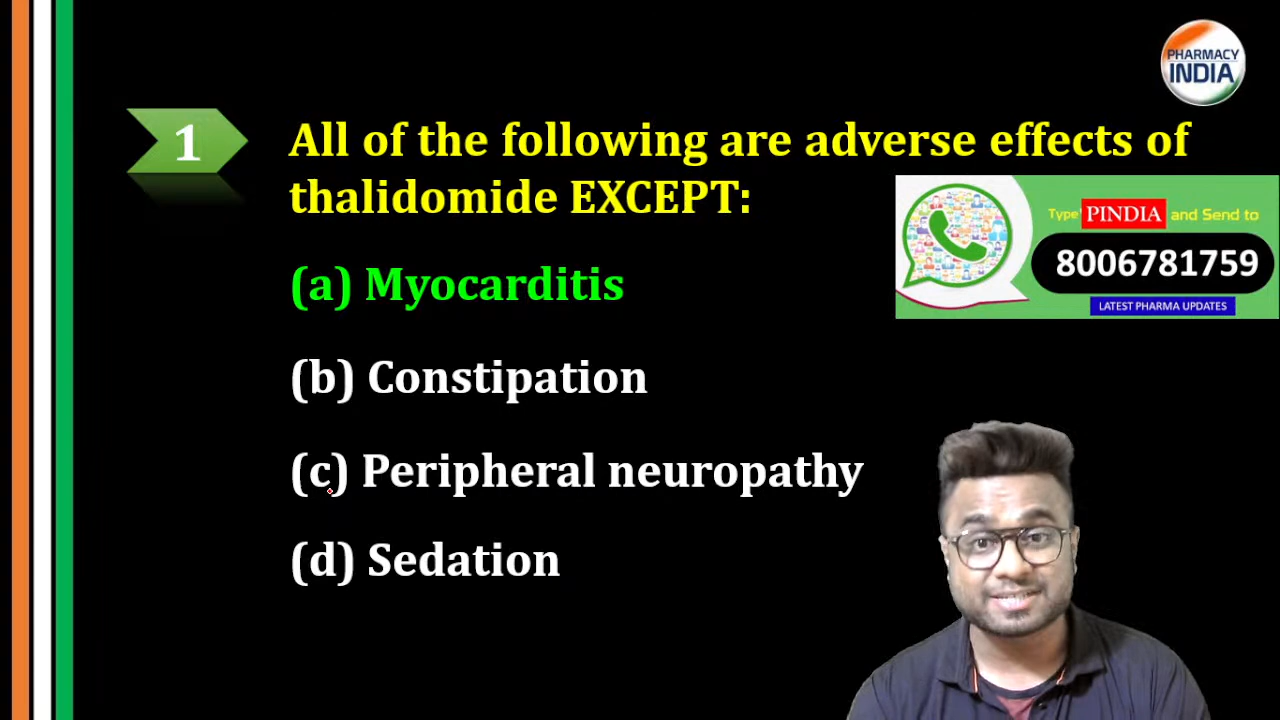 PHARMACY
INDIA
1
All of the following are adverse effects of
thalidomide EXCEPT:
Type PINDIA and Send to
8006781759
LATEST PHARMA UPDATES
(a) Myocarditis
(b) Constipation
(c) Peripheral neuropathy
(d) Sedation